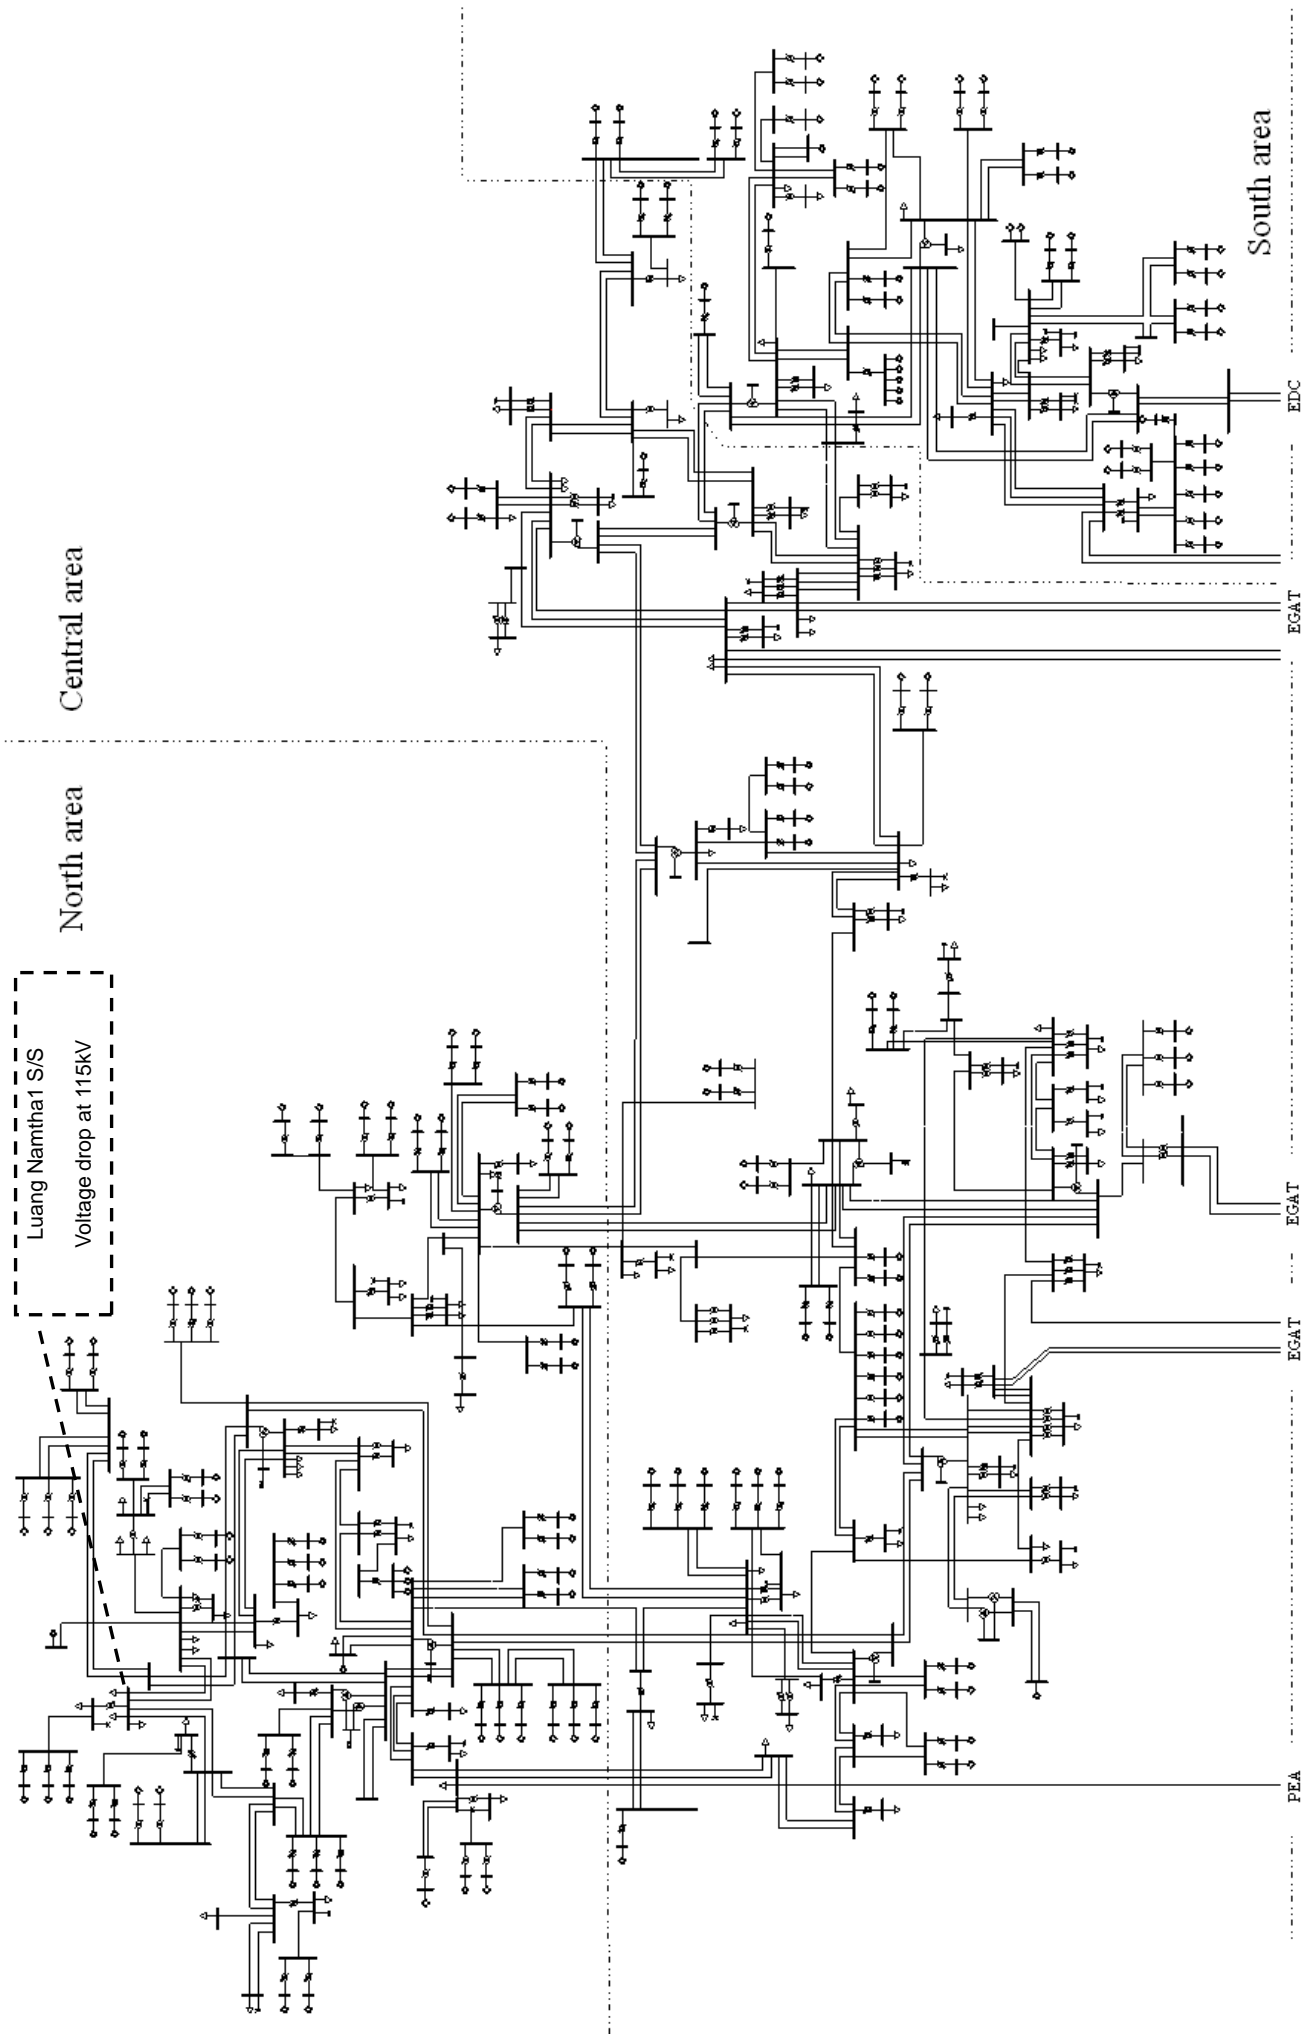 North area
Central area
South area
Luang Namtha1 S/S
Voltage drop at 115kV
PEA
EGAT
EGAT
EGAT
EDC